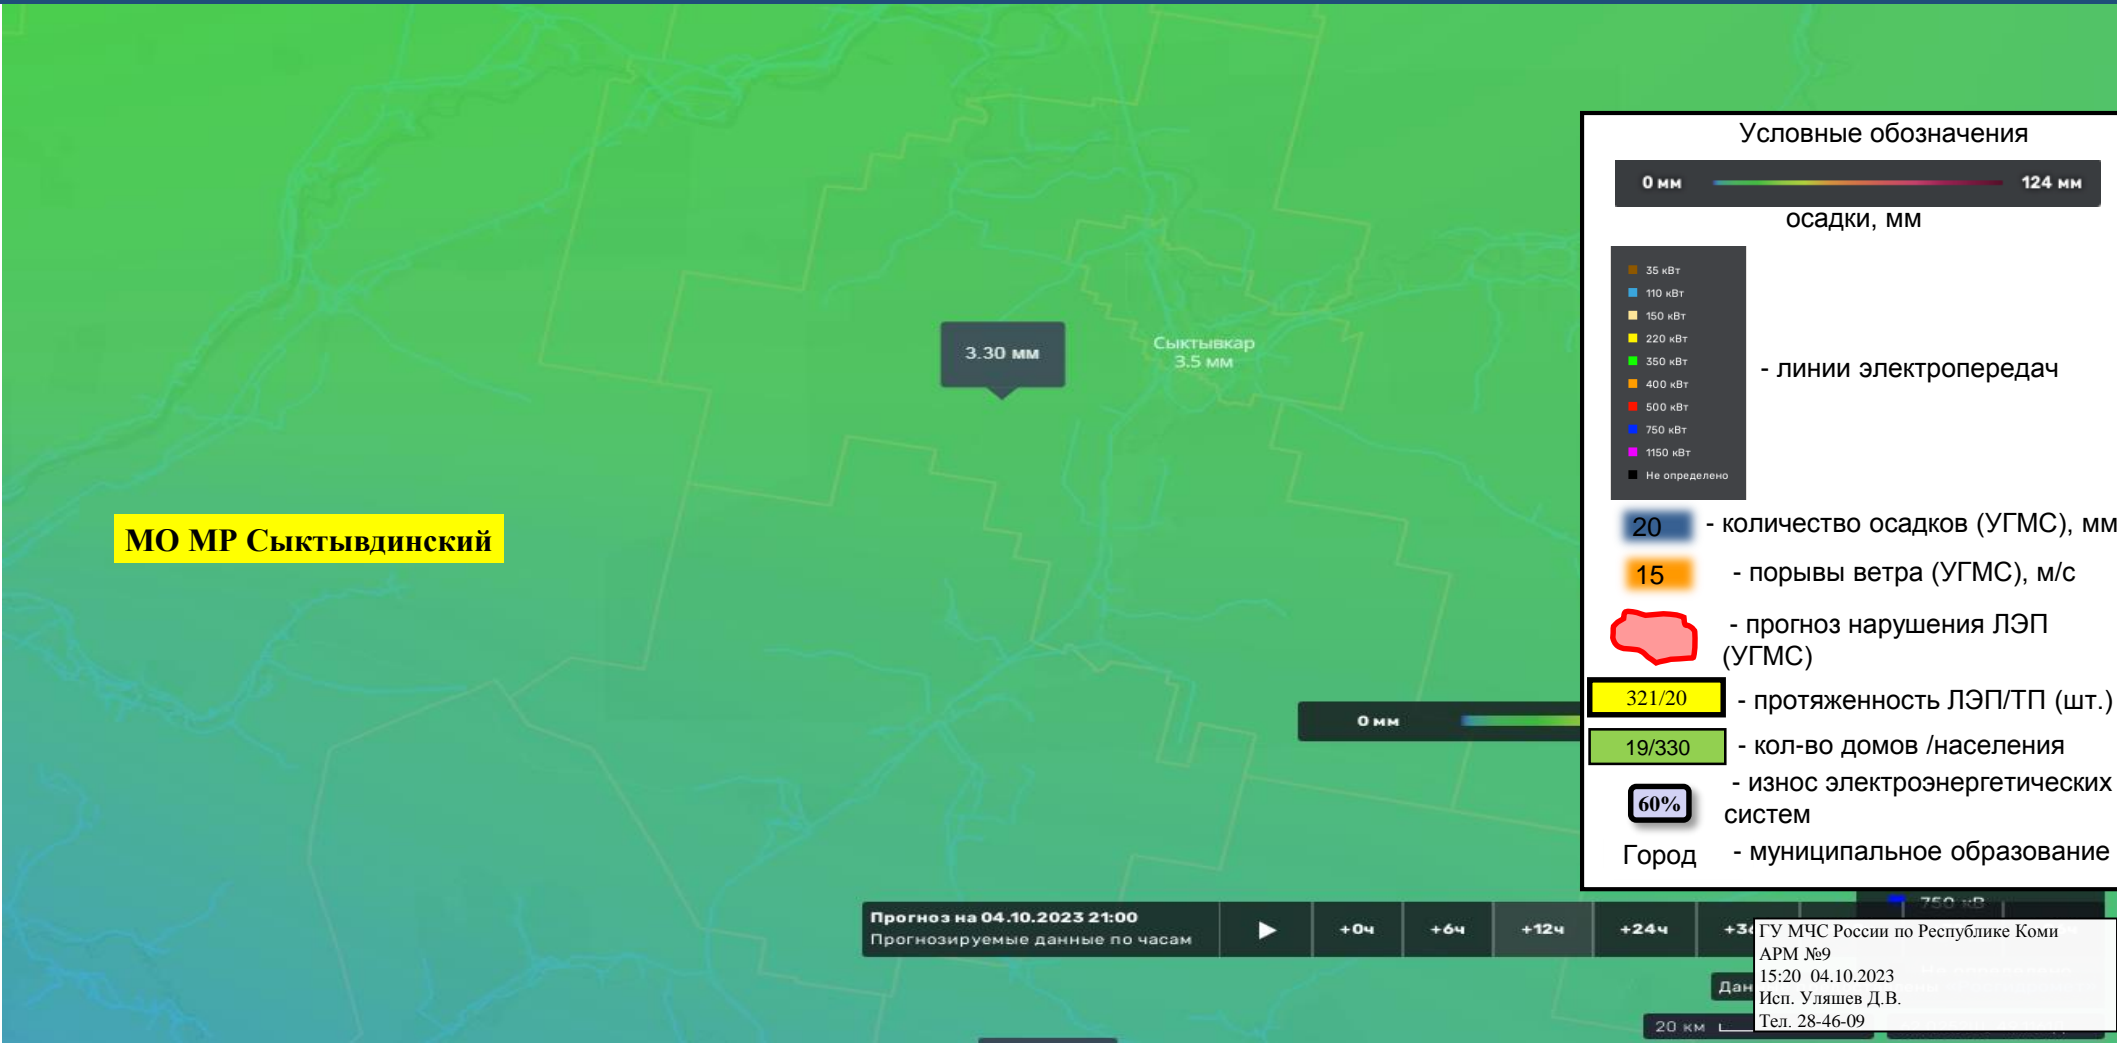 Условные обозначения
0 мм 124 мм
осадки, мм
35 кВт
110 кВт
150 кВт
220 кВт
350 кВт
400 кВт
500 кВт
750 кВт
1150 кВт
Не определено
- линии электропередач
20 - количество осадков (УГМС), мм
15 - порывы ветра (УГМС), м/с
- прогноз нарушения ЛЭП
(УГМС)
321/20 - протяженность ЛЭП/ТП (шт.)
19/330 - кол-во домов /населения
60% - износ электроэнергетических
систем
Город - муниципальное образование
3.30 мм
Сыктывкар
3.5 мм
МО МР Сыктывдинский
0 мм
750 кВ
Прогноз на 04.10.2023 21:00
Прогнозируемые данные по часам
+0ч +6ч +12ч +24ч
ГУ МЧС России по Республике Коми
АРМ №9
15:20 04.10.2023
Исп. Уляшев Д.В.
Тел. 28-46-09
20 км